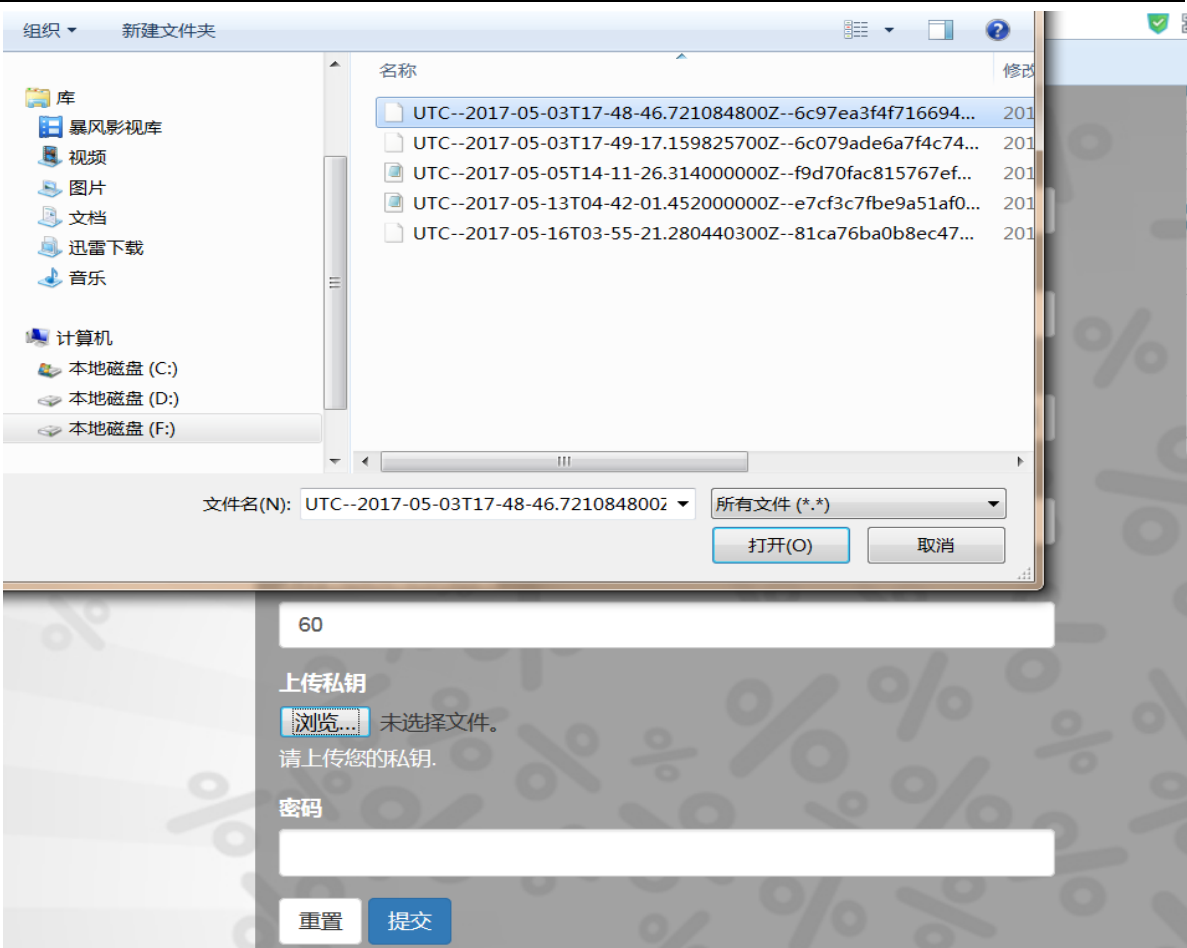 组织 新建文件夹
名称 修改
库
暴风影视库
视频
图片
文档
迅雷下载
音乐
计算机
本地磁盘 (C:)
本地磁盘 (D:)
本地磁盘 (F:)
UTC--2017-05-03T17-48-46.721084800Z--6c97ea3f4f716694... 201
UTC--2017-05-03T17-49-17.159825700Z--6c079ade6a7f4c74... 201
UTC--2017-05-05T14-11-26.314000000Z--f9d70fac815767ef... 201
UTC--2017-05-13T04-42-01.452000000Z--e7cf3c7fbe9a51af0... 201
UTC--2017-05-16T03-55-21.280440300Z--81ca76ba0b8ec47... 201
文件名(N): UTC--2017-05-03T17-48-46.721084800Z 所有文件 (*.*)
打开(O) 取消
60
上传私钥
浏览... 未选择文件。
请上传您的私钥.
密码
重置 提交